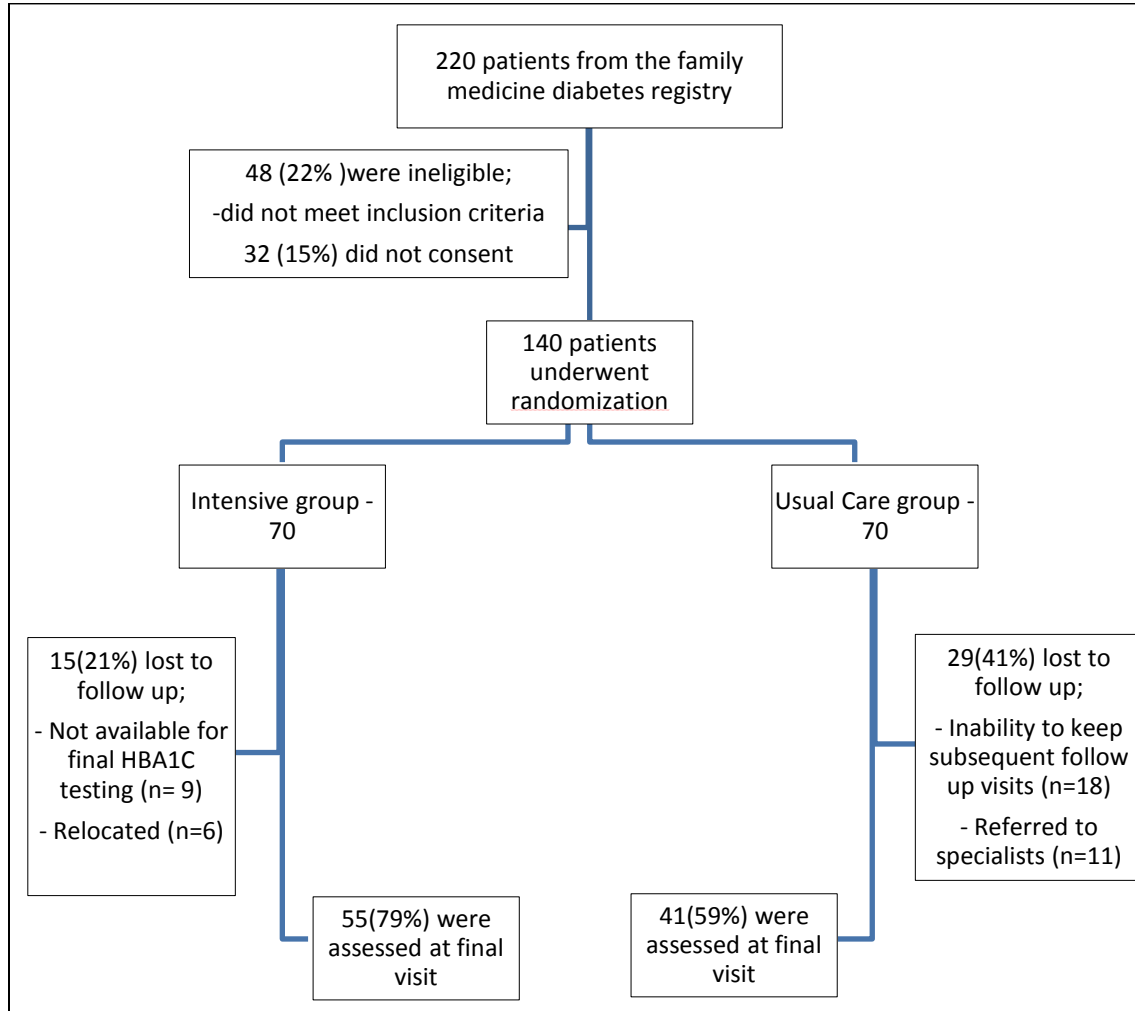 220 patients from the family
medicine diabetes registry
48 (22% )were ineligible;
-did not meet inclusion criteria
32 (15%) did not consent
140 patients
underwent
randomization
Intensive group -
70
Usual Care group -
70
15(21%) lost to
follow up;
- Not available for
final HBA1C
testing (n= 9)
- Relocated (n=6)
29(41%) lost to
follow up;
- Inability to keep
subsequent follow
up visits (n=18)
- Referred to
specialists (n=11)
55(79%) were
assessed at final
visit
41(59%) were
assessed at final
visit